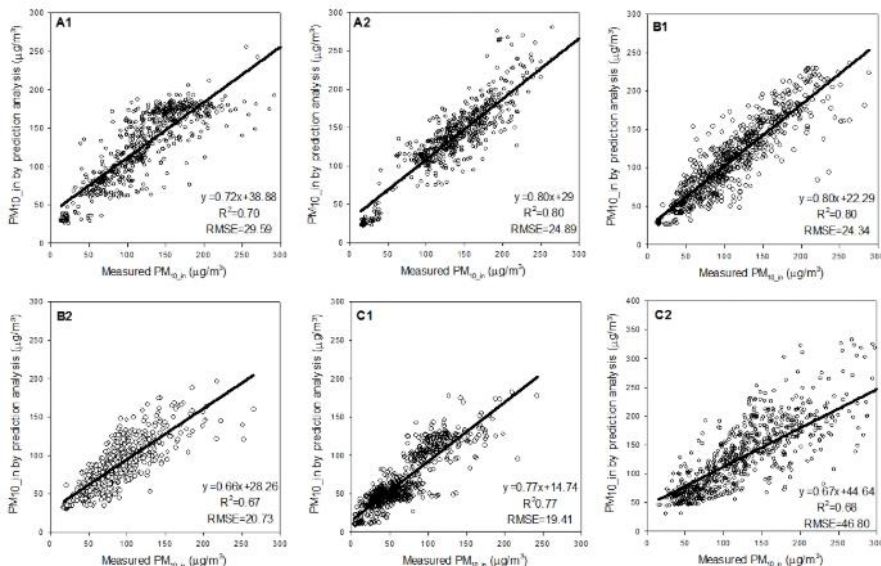 A1
PM10_in by prediction analysis (μg/m³)
300
250
200
150
100
50
0
y=0.72x+38.88
R²=0.70
RMSE=29.59
0 50 100 150 200 250 300
Measured PM10_in (μg/m³)
A2
PM10_in by prediction analysis (μg/m³)
300
250
200
150
100
50
0
y=0.80x+29
R²=0.80
RMSE=24.89
0 50 100 150 200 250 300
Measured PM10_in (μg/m³)
B1
PM10_in by prediction analysis (μg/m³)
300
250
200
150
100
50
0
y=0.80x+22.29
R²=0.80
RMSE=24.34
0 50 100 150 200 250 300
Measured PM10_in (μg/m³)
B2
PM10_in by prediction analysis (μg/m³)
300
250
200
150
100
50
0
y=0.66x+28.26
R²=0.67
RMSE=20.73
0 50 100 150 200 250 300
Measured PM10_in (μg/m³)
C1
PM10_in by prediction analysis (μg/m³)
300
250
200
150
100
50
0
y=0.77x+14.74
R²0.77
RMSE=19.41
0 50 100 150 200 250 300
Measured PM10_in (μg/m³)
C2
PM10_in by prediction analysis (μg/m³)
400
350
300
250
200
150
100
50
0
y=0.67x+44.64
R²=0.68
RMSE=46.80
0 50 100 150 200 250 300
Measured PM10_in (μg/m³)